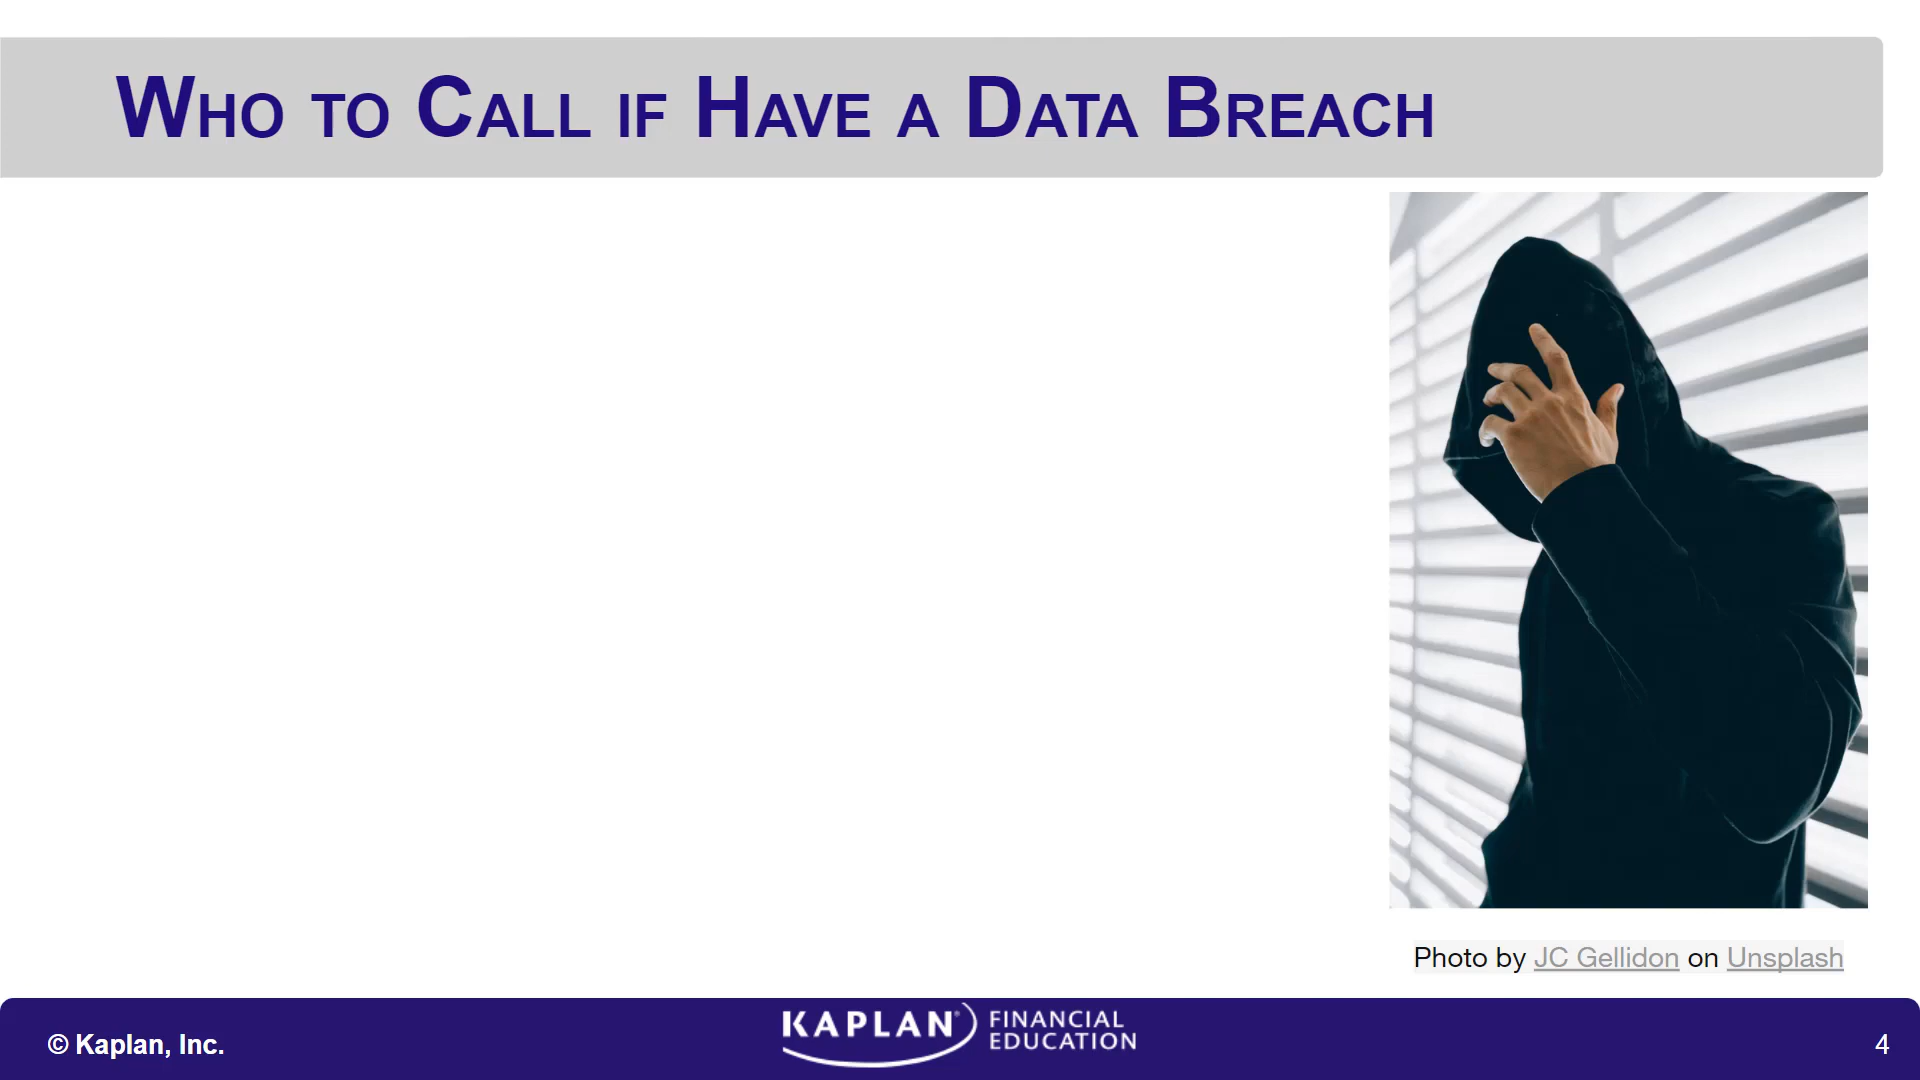 Who to Call if Have a Data Breach
Photo by JC Gellidon on Unsplash
© Kaplan, Inc.
KAPLAN® FINANCIAL
EDUCATION
4